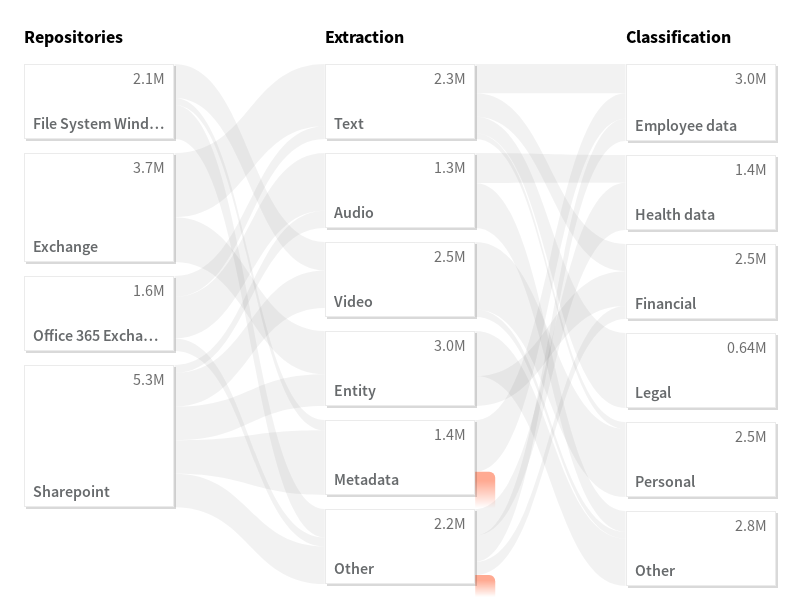 Repositories
Extraction
Classification
2.1M
File System Wind...
3.7M
Exchange
1.6M
Office 365 Excha...
5.3M
Sharepoint
2.3M
Text
1.3M
Audio
2.5M
Video
3.0M
Entity
1.4M
Metadata
2.2M
Other
3.0M
Employee data
1.4M
Health data
2.5M
Financial
0.64M
Legal
2.5M
Personal
2.8M
Other